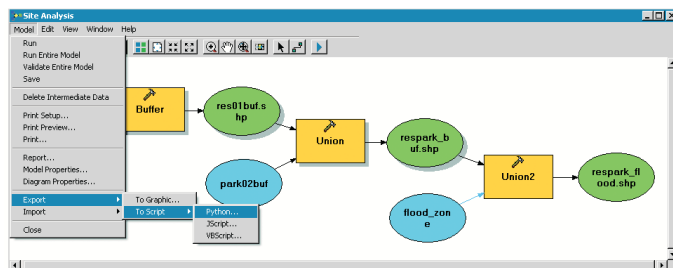 Site Analysis
Model Edit View Window Help
Run
Run Entire Model
Validate Entire Model
Save
Delete Intermediate Data
Print Setup...
Print Preview...
Print...
Report...
Model Properties...
Diagram Properties...
Export
Import
Close
To Graphic...
To Script
Python...
JScript...
VBScript...
Buffer
res01buf.s
hp
park02buf
Union
respark_b
uf.shp
flood_zon
e
Union2
respark_fl
ood.shp